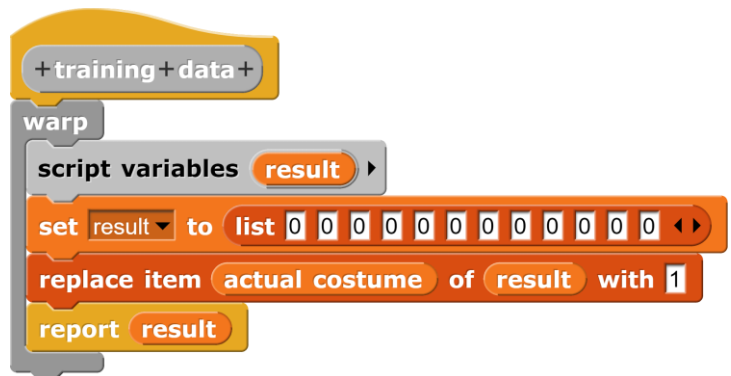 +training+data+
warp
script variables result
set result to list 0 0 0 0 0 0 0 0 0 0 0 0
replace item actual costume of result with 1
report result